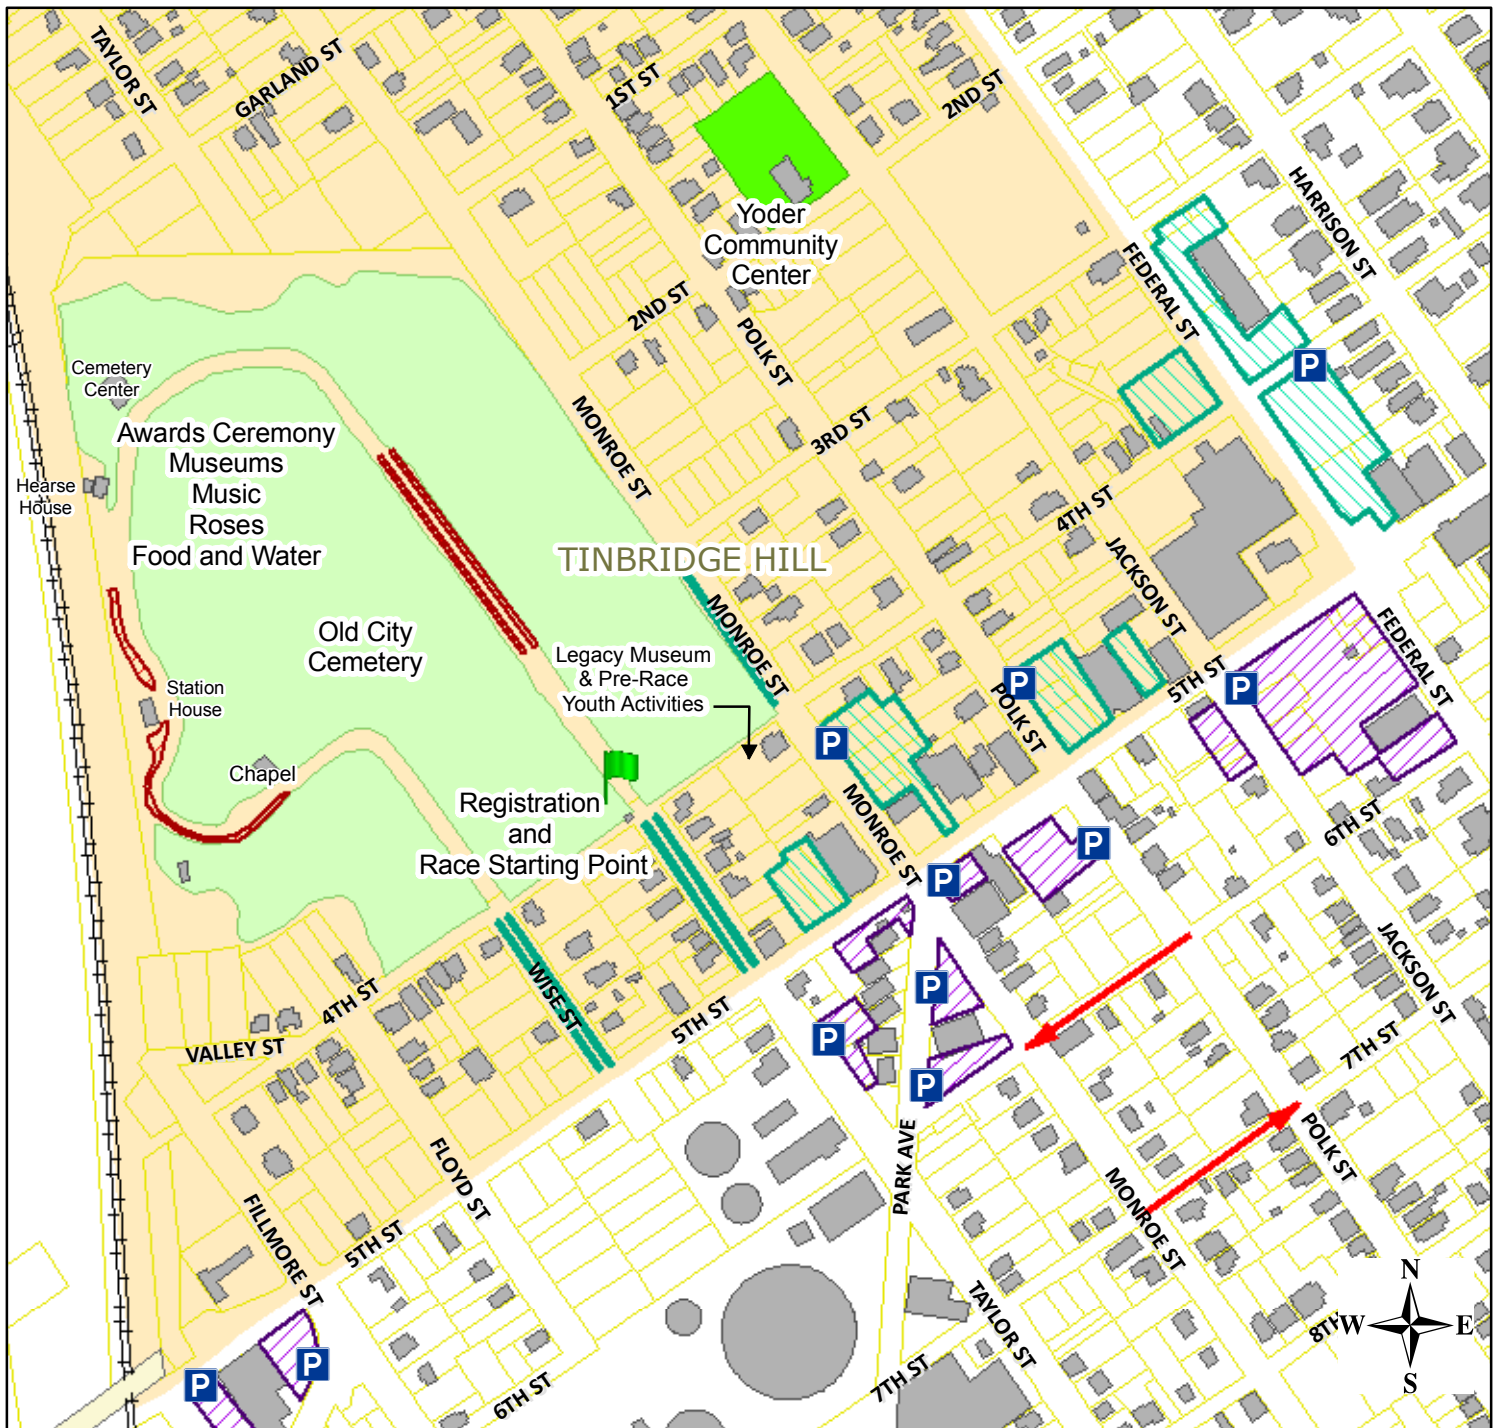 TAYLOR ST
GARLAND ST
1ST ST
2ND ST
HARRISON ST
Yoder
Community
Center
FEDERAL ST
2ND ST
POLK ST
P
Cemetery
Center
MONROE ST
3RD ST
Awards Ceremony
Museums
Music
Roses
Food and Water
Hearse
House
4TH ST
TINBRIDGE HILL
JACKSON ST
MONROE ST
FEDERAL ST
Old City
Cemetery
Legacy Museum
& Pre-Race
Youth Activities
P
POLK ST
5TH ST
P
Station
House
P
Chapel
Registration
and
Race Starting Point
MONROE ST
6TH ST
P
P
WISE ST
4TH ST
P
JACKSON ST
5TH ST
P
7TH ST
VALLEY ST
P
PARK AVE
POLK ST
FLOYD ST
MONROE ST
FILLMORE ST
5TH ST
TAYLOR ST
N
W
E
S
8TH
P
P
7TH ST
6TH ST